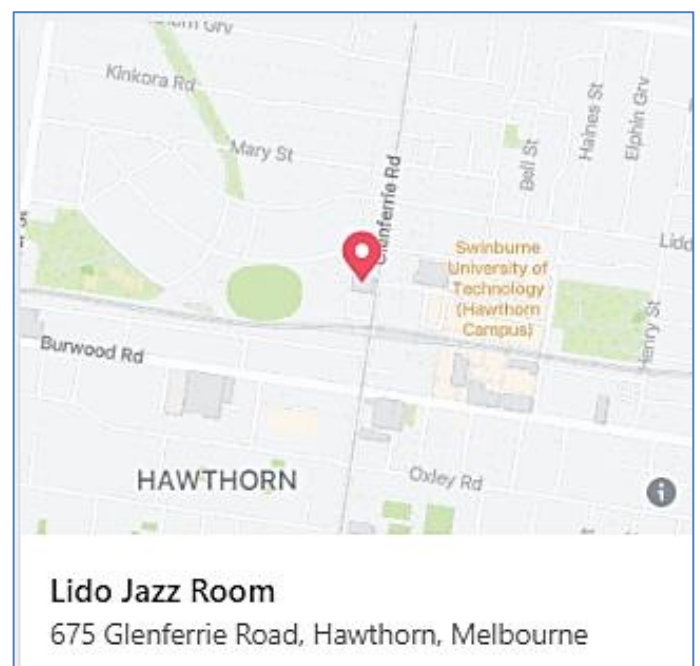 Kinkora Rd
Mary St
Glenferrie Rd
Bell St
Haines St
Elphin Grv
Lido
Swinburne
University of
Technology
(Hawthorn
Campus)
Henry St
Burwood Rd
HAWTHORN
Oxley Rd
Lido Jazz Room
675 Glenferrie Road, Hawthorn, Melbourne